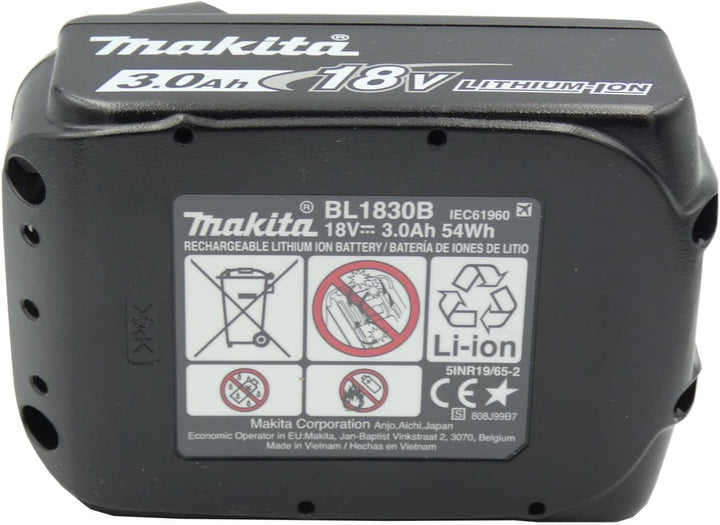 makita®
3.0Ah 18V LITHIUM-ION
makita® BL1830B IEC61960
18V⎓ 3.0Ah 54Wh
RECHARGEABLE LITHIUM ION BATTERY/BATERÍA DE IONES DE LITIO
Li-ion
5INR19/65-2
CE
S 808J99B7
Makita Corporation Anjo,Aichi,Japan
Economic Operator in EU:Makita, Jan-Baptist Vinkstraat 2, 3070, Belgium
Made in Vietnam / Hechas en Vietnam